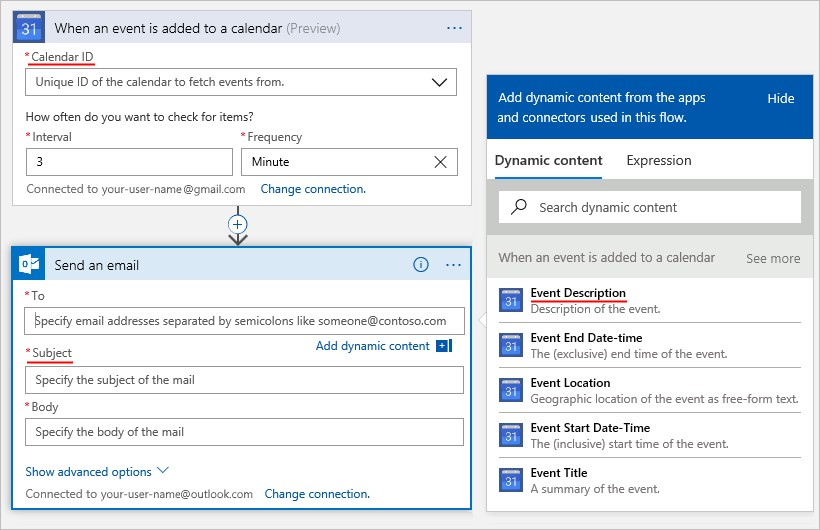 31 When an event is added to a calendar (Preview) ...
* Calendar ID
Unique ID of the calendar to fetch events from.
How often do you want to check for items?
* Interval * Frequency
3 Minute
Connected to your-user-name@gmail.com Change connection.
Send an email ...
* To
Specify email addresses separated by semicolons like someone@contoso.com
Add dynamic content
* Subject
Specify the subject of the mail
* Body
Specify the body of the mail
Show advanced options
Connected to your-user-name@outlook.com Change connection.
Add dynamic content from the apps Hide
and connectors used in this flow.
Dynamic content Expression
Search dynamic content
When an event is added to a calendar See more
31 Event Description
Description of the event.
31 Event End Date-time
The (exclusive) end time of the event.
31 Event Location
Geographic location of the event as free-form text.
31 Event Start Date-Time
The (inclusive) start time of the event.
31 Event Title
A summary of the event.